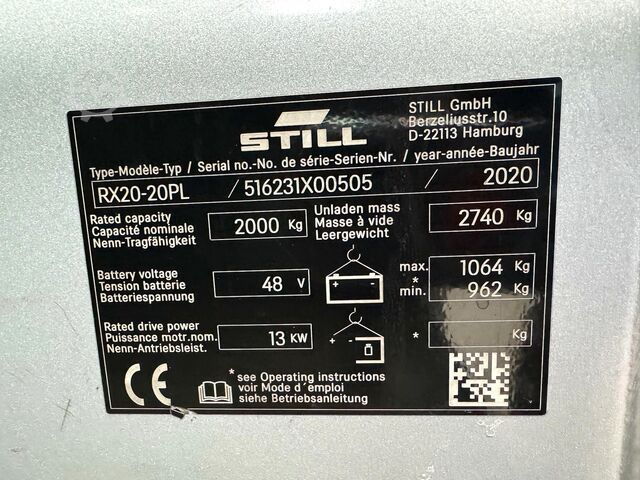 STILL
STILL GmbH
Berzeliusstr.10
D-22113 Hamburg
Type-Modèle-Typ / Serial no.-No. de série-Serien-Nr. / year-année-Baujahr
RX20-20PL / 516231X00505 / 2020
Rated capacity
Capacité nominale
Nenn-Tragfähigkeit
2000 Kg
Unladen mass
Masse à vide
Leergewicht
2740 Kg
Battery voltage
Tension batterie
Batteriespannung
48 V
- +
max. 1064 Kg
*
min. 962 Kg
Rated drive power
Puissance motr.nom.
Nenn-Antriebsleist.
13 KW
+ -
* Kg
CE
*see Operating instructions
voir Mode d´emploi
siehe Betriebsanleitung